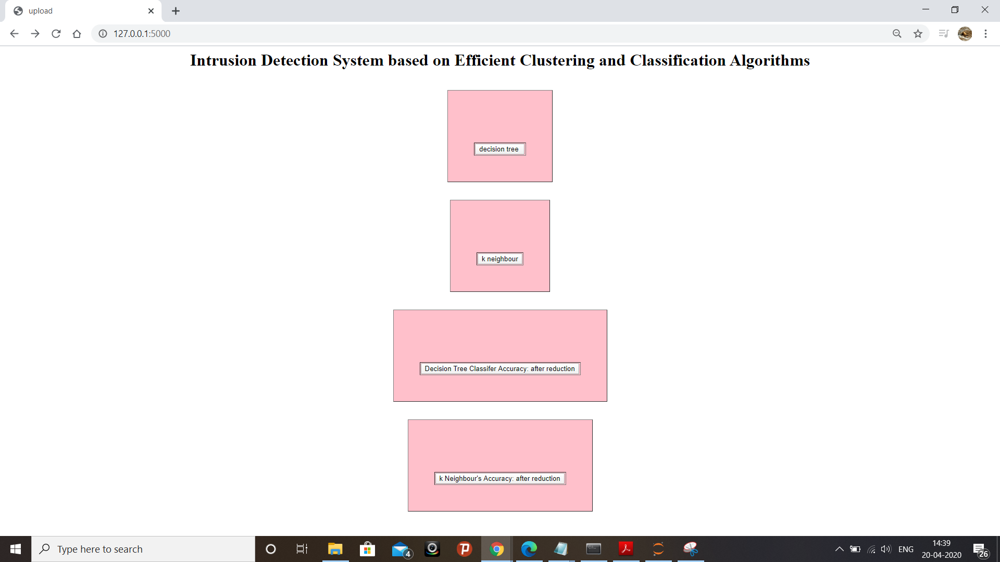 upload
127.0.0.1:5000
Intrusion Detection System based on Efficient Clustering and Classification Algorithms
decision tree
k neighbour
Decision Tree Classifer Accuracy: after reduction
k Neighbour's Accuracy: after reduction
Type here to search
4
ENG
14:39
20-04-2020
26